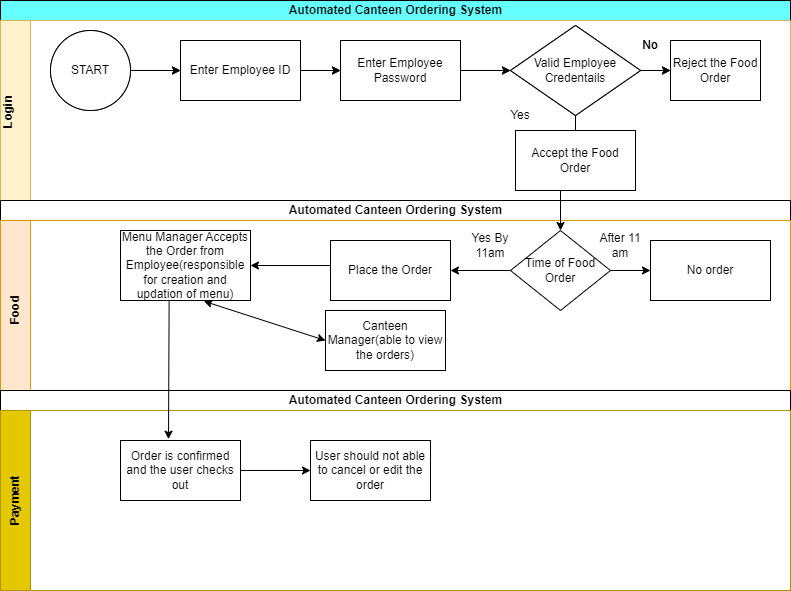 Automated Canteen Ordering System
Login
START
Enter Employee ID
Enter Employee
Password
Valid Employee
Credentails
No
Reject the Food
Order
Yes
Accept the Food
Order
Automated Canteen Ordering System
Food
Menu Manager Accepts
the Order from
Employee(responsible
for creation and
updation of menu)
Place the Order
Yes By
11am
Time of Food
Order
After 11
am
No order
Canteen
Manager(able to view
the orders)
Automated Canteen Ordering System
Payment
Order is confirmed
and the user checks
out
User should not able
to cancel or edit the
order